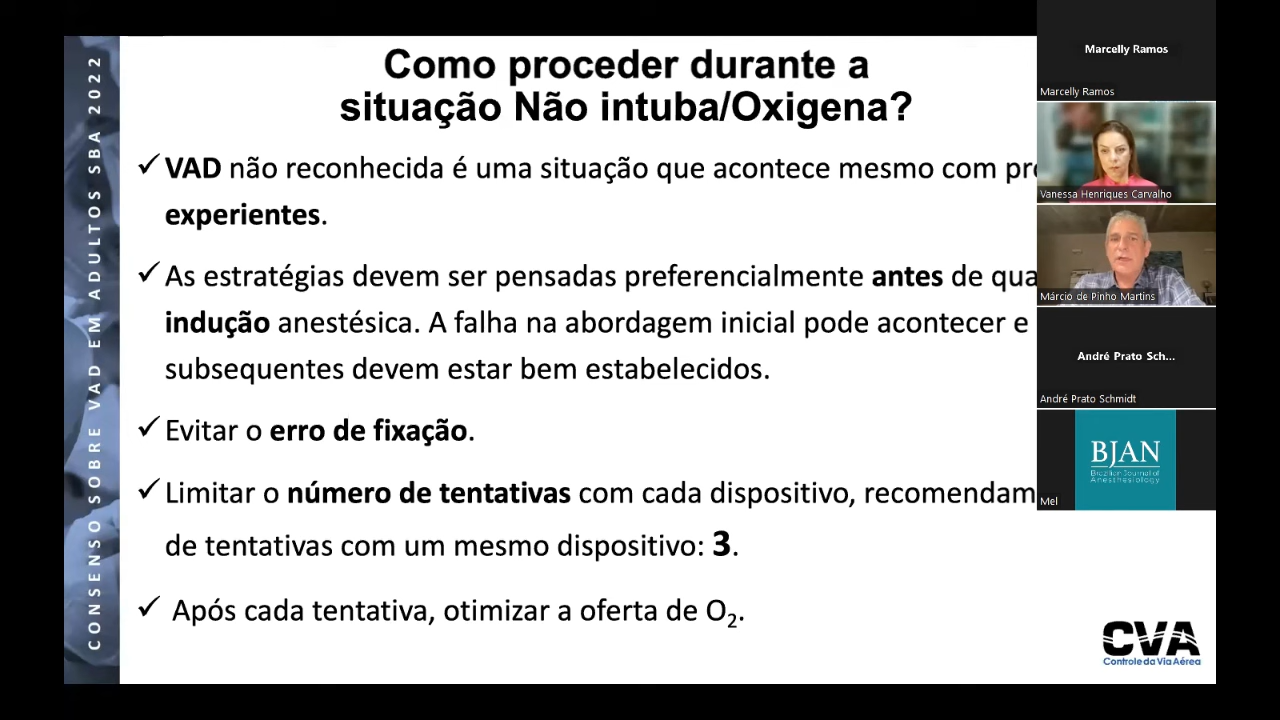 CONSENSO SOBRE VAD EM ADULTOS SBA 2022
Como proceder durante a
situação Não intuba/Oxigena?
✓ VAD não reconhecida é uma situação que acontece mesmo com
experientes.
✓ As estratégias devem ser pensadas preferencialmente antes de
indução anestésica. A falha na abordagem inicial pode acontecer e
subsequentes devem estar bem estabelecidos.
✓ Evitar o erro de fixação.
✓ Limitar o número de tentativas com cada dispositivo,
de tentativas com um mesmo dispositivo: 3.
✓ Após cada tentativa, otimizar a oferta de O₂.
CVA
Controle da Via Aérea
Marcelly Ramos
Marcelly Ramos
Vanessa Henriques Carvalho
Márcio de Pinho Martins
André Prato Sch...
André Prato Schmidt
BJAN
Brazilian Journal of
Anesthesiology
Mel